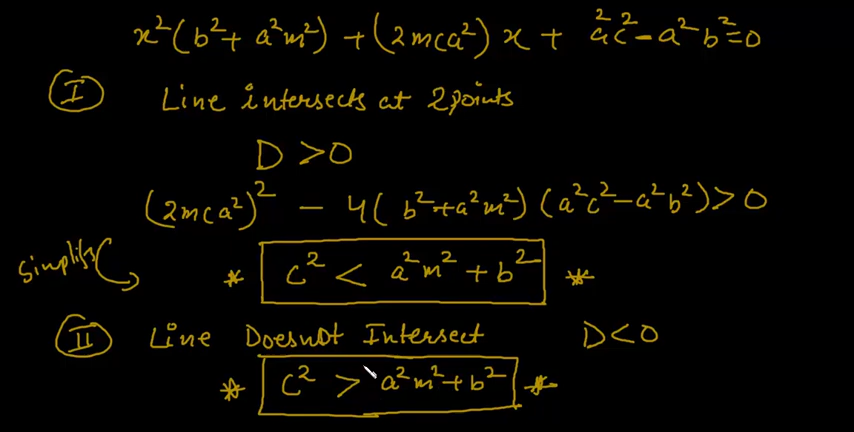 x²(b² + a²m²) + (2mca²)x + a²c² - a²b² = 0
I Line intersects at 2 points
D > 0
(2mca²)² - 4(b² + a²m²)(a²c² - a²b²) > 0
Simplify
* c² < a²m² + b² *
II Line Doesnot Intersect D < 0
* c² > a²m² + b² *